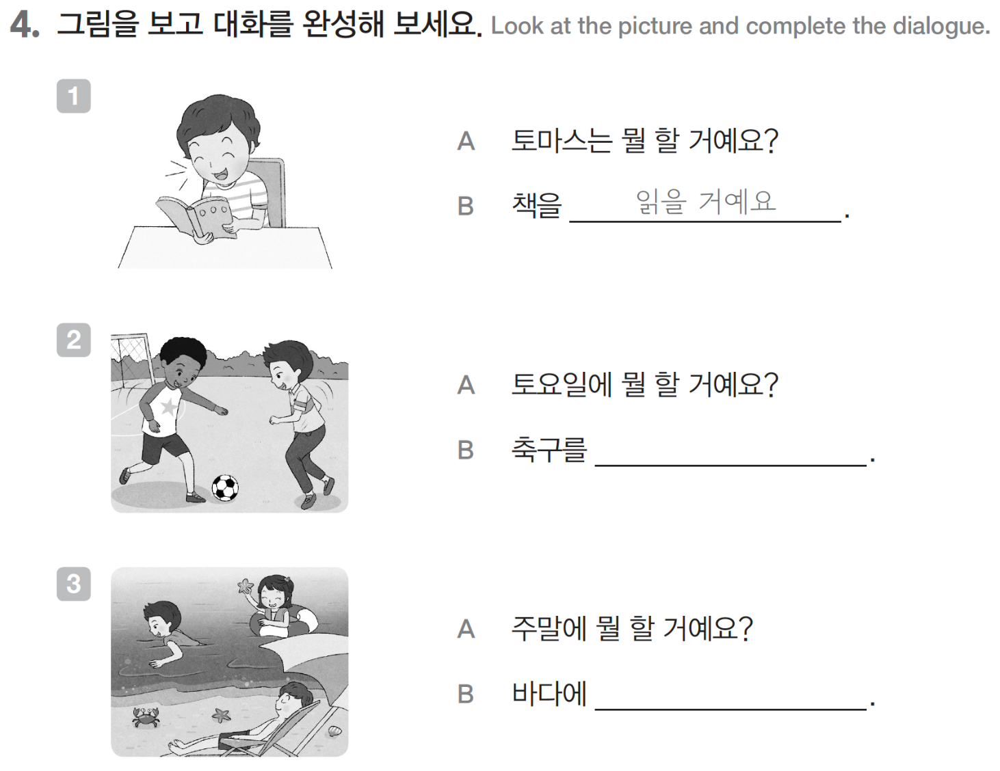 4. 그림을 보고 대화를 완성해 보세요. Look at the picture and complete the dialogue.
1
A 토마스는 뭘 할 거예요?
B 책을 읽을 거예요.
2
A 토요일에 뭘 할 거예요?
B 축구를 ____________.
3
A 주말에 뭘 할 거예요?
B 바다에 ____________.